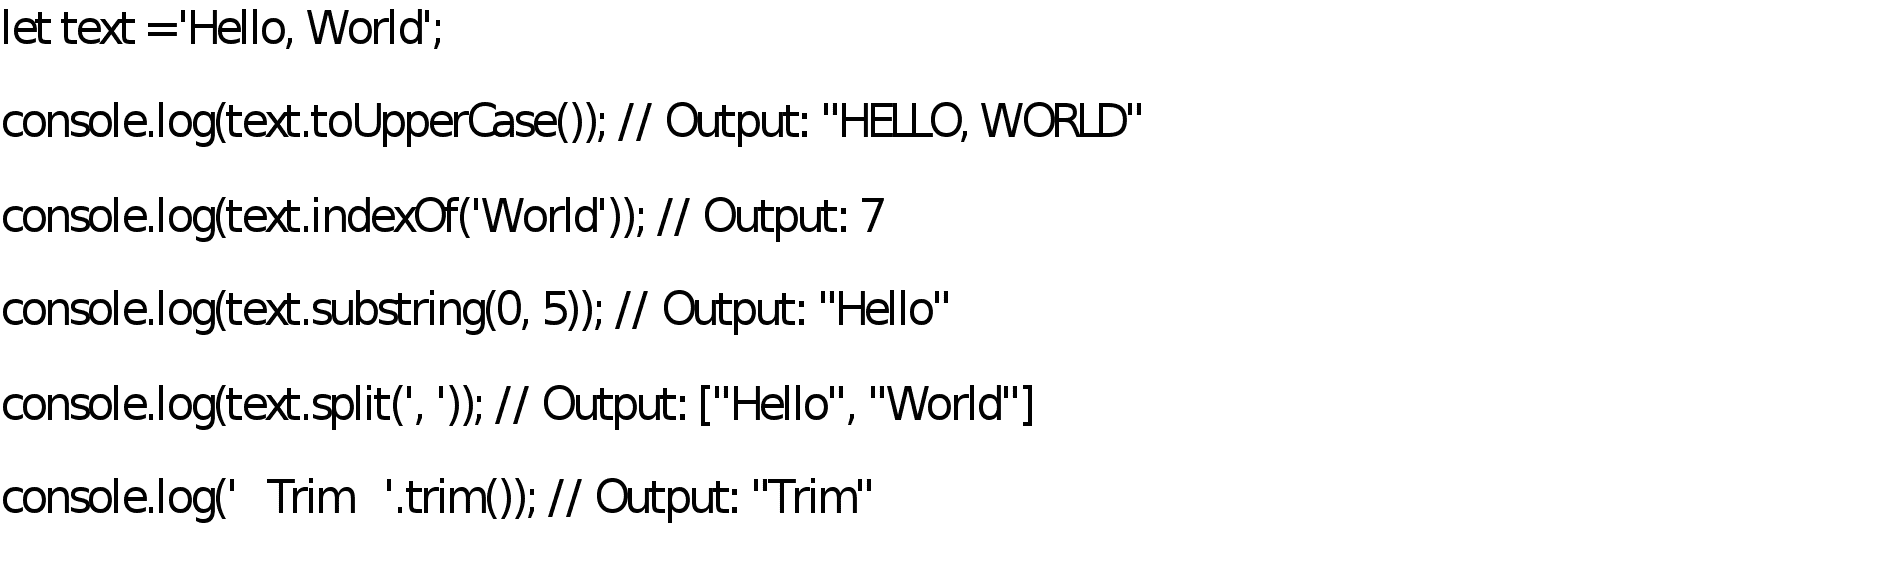 let text ='Hello, World';
console.log(text.toUpperCase()); // Output: "HELLO, WORLD"
console.log(text.indexOf('World')); // Output: 7
console.log(text.substring(0, 5)); // Output: "Hello"
console.log(text.split(', ')); // Output: ["Hello", "World"]
console.log('  Trim  '.trim()); // Output: "Trim"